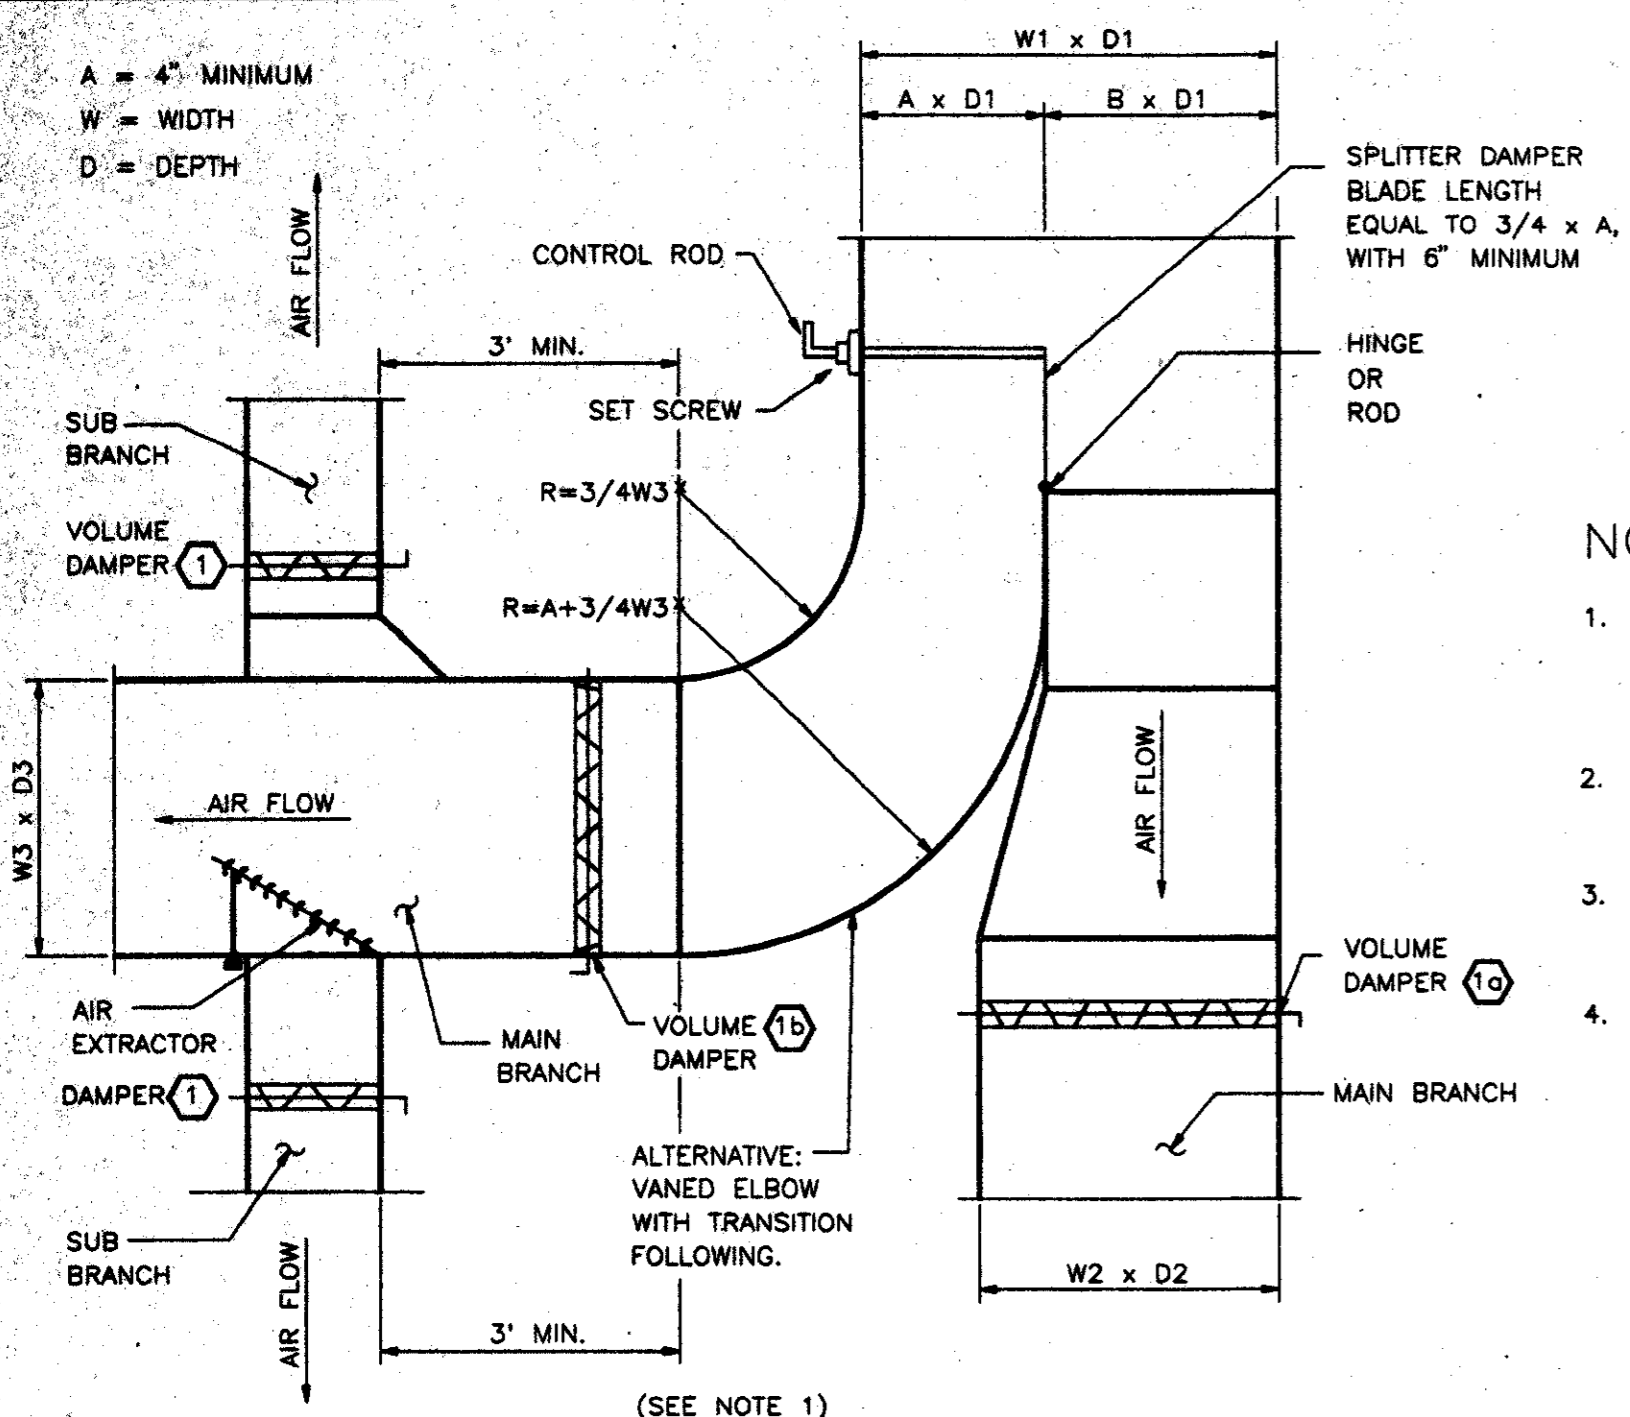 A = 4" MINIMUM
W = WIDTH
D = DEPTH
W1 x D1
A x D1
B x D1
SPLITTER DAMPER
BLADE LENGTH
EQUAL TO 3/4 x A,
WITH 6" MINIMUM
AIR FLOW
CONTROL ROD
3' MIN.
HINGE
OR
ROD
SET SCREW
SUB
BRANCH
R=3/4W3
VOLUME
DAMPER 1
R=A+3/4W3
NO
1.
2.
3.
4.
W3 x D3
AIR FLOW
AIR FLOW
VOLUME
DAMPER 1a
AIR
EXTRACTOR
MAIN
BRANCH
VOLUME 1b
DAMPER
DAMPER 1
MAIN BRANCH
ALTERNATIVE:
VANED ELBOW
WITH TRANSITION
FOLLOWING.
SUB
BRANCH
AIR FLOW
W2 x D2
3' MIN.
(SEE NOTE 1)